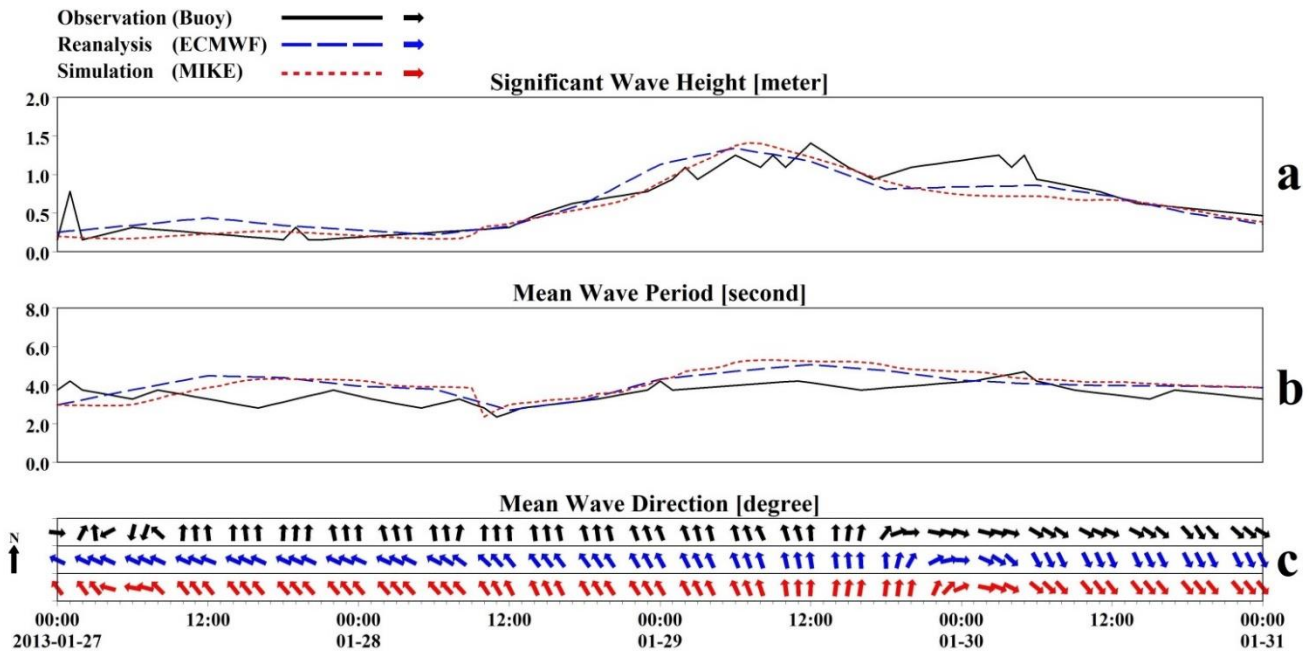 Observation (Buoy)
Reanalysis (ECMWF)
Simulation (MIKE)
Significant Wave Height [meter]
2.0
1.5
1.0
0.5
0.0
a
Mean Wave Period [second]
8.0
6.0
4.0
2.0
0.0
b
Mean Wave Direction [degree]
N
c
00:00 12:00 00:00 12:00 00:00 12:00 00:00 12:00 00:00
2013-01-27 01-28 01-29 01-30 01-31